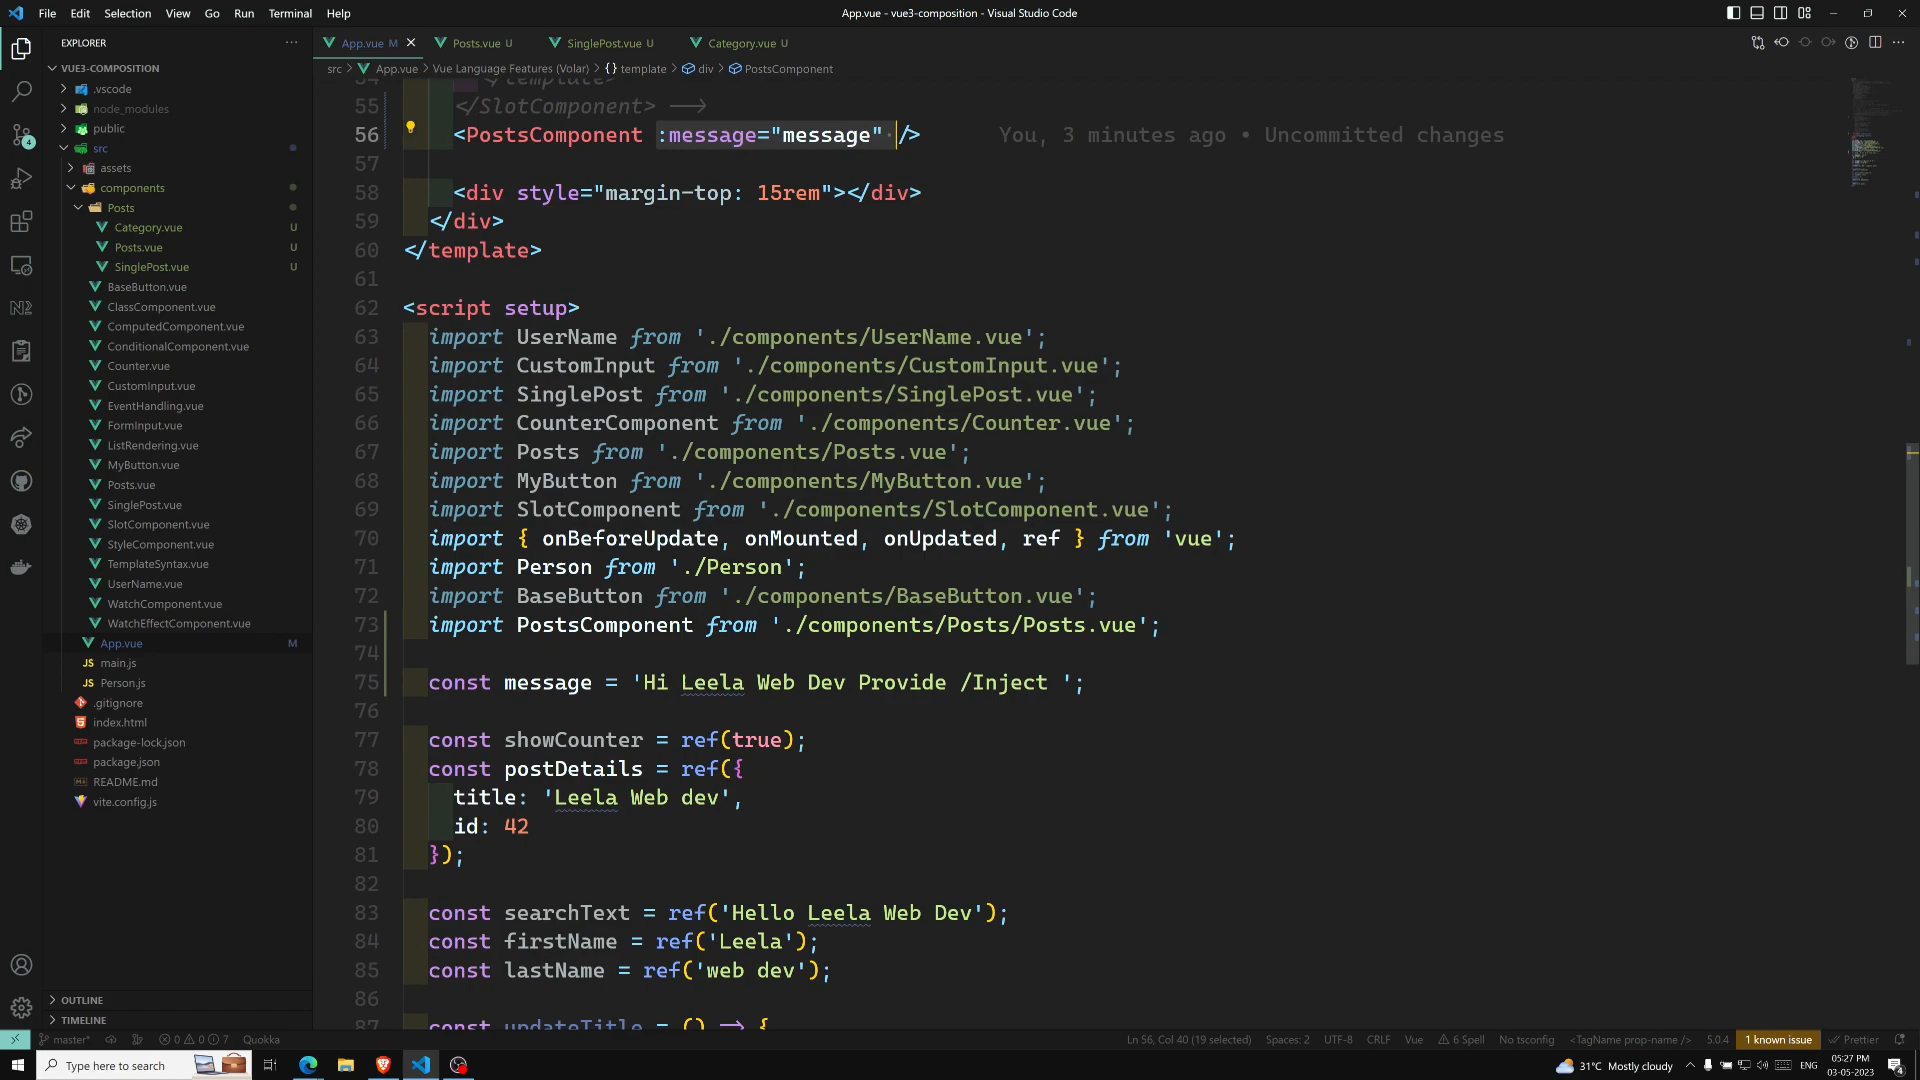 File Edit Selection View Go Run Terminal Help
App.vue - vue3-composition - Visual Studio Code
EXPLORER
VUE3-COMPOSITION
.vscode
node_modules
public
src
assets
components
Posts
Category.vue U
Posts.vue U
SinglePost.vue U
BaseButton.vue
ClassComponent.vue
ComputedComponent.vue
ConditionalComponent.vue
Counter.vue
CustomInput.vue
EventHandling.vue
FormInput.vue
ListRendering.vue
MyButton.vue
Posts.vue
SinglePost.vue
SlotComponent.vue
StyleComponent.vue
TemplateSyntax.vue
UserName.vue
WatchComponent.vue
WatchEffectComponent.vue
App.vue M
JS main.js
JS Person.js
.gitignore
index.html
package-lock.json
package.json
README.md
vite.config.js
OUTLINE
TIMELINE
App.vue M Posts.vue U SinglePost.vue U Category.vue U
src > App.vue > Vue Language Features (Volar) > {} template > div > PostsComponent
54 </template>
55 </SlotComponent> -->
56 <PostsComponent :message="message" /> You, 3 minutes ago • Uncommitted changes
57
58 <div style="margin-top: 15rem"></div>
59 </div>
60 </template>
61
62 <script setup>
63 import UserName from './components/UserName.vue';
64 import CustomInput from './components/CustomInput.vue';
65 import SinglePost from './components/SinglePost.vue';
66 import CounterComponent from './components/Counter.vue';
67 import Posts from './components/Posts.vue';
68 import MyButton from './components/MyButton.vue';
69 import SlotComponent from './components/SlotComponent.vue';
70 import { onBeforeUpdate, onMounted, onUpdated, ref } from 'vue';
71 import Person from './Person';
72 import BaseButton from './components/BaseButton.vue';
73 import PostsComponent from './components/Posts/Posts.vue';
74
75 const message = 'Hi Leela Web Dev Provide /Inject ';
76
77 const showCounter = ref(true);
78 const postDetails = ref({
79 title: 'Leela Web dev',
80 id: 42
81 });
82
83 const searchText = ref('Hello Leela Web Dev');
84 const firstName = ref('Leela');
85 const lastName = ref('web dev');
86
87 const updateTitle = () => {
master* 0 0 7 Quokka
Ln 56, Col 40 (19 selected) Spaces: 2 UTF-8 CRLF Vue 6 Spell No tsconfig <TagName prop-name /> 5.0.4 1 known issue Prettier
Type here to search
31°C Mostly cloudy ENG 05:27 PM 03-05-2023 4